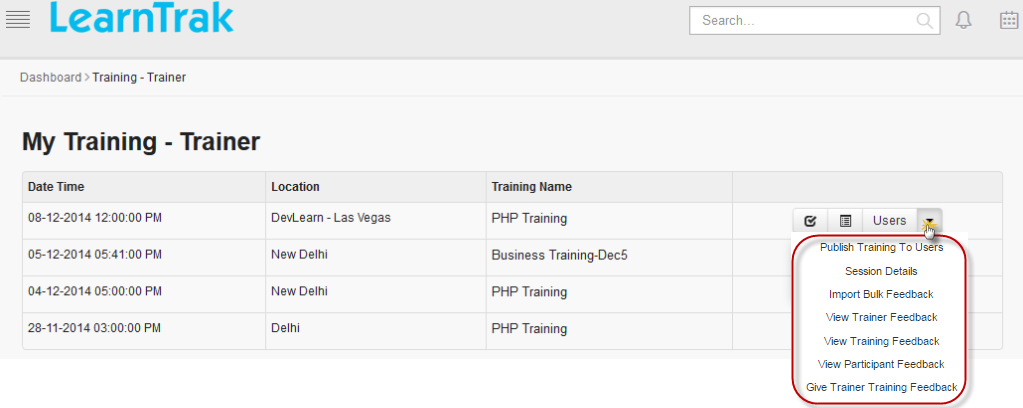 LearnTrak
Search...
Dashboard > Training - Trainer
My Training - Trainer
Date Time Location Training Name
08-12-2014 12:00:00 PM DevLearn - Las Vegas PHP Training Users
05-12-2014 05:41:00 PM New Delhi Business Training-Dec5
04-12-2014 05:00:00 PM New Delhi PHP Training
28-11-2014 03:00:00 PM Delhi PHP Training
Publish Training To Users
Session Details
Import Bulk Feedback
View Trainer Feedback
View Training Feedback
View Participant Feedback
Give Trainer Training Feedback